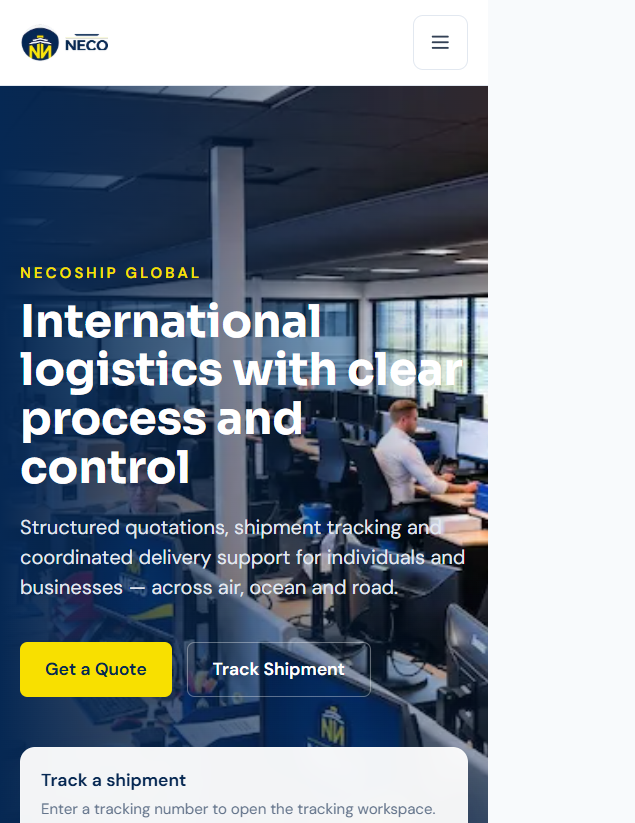 NECO
NECOSHIP GLOBAL
International
logistics with clear
process and
control
Structured quotations, shipment tracking and
coordinated delivery support for individuals and
businesses — across air, ocean and road.
Get a Quote
Track Shipment
Track a shipment
Enter a tracking number to open the tracking workspace.